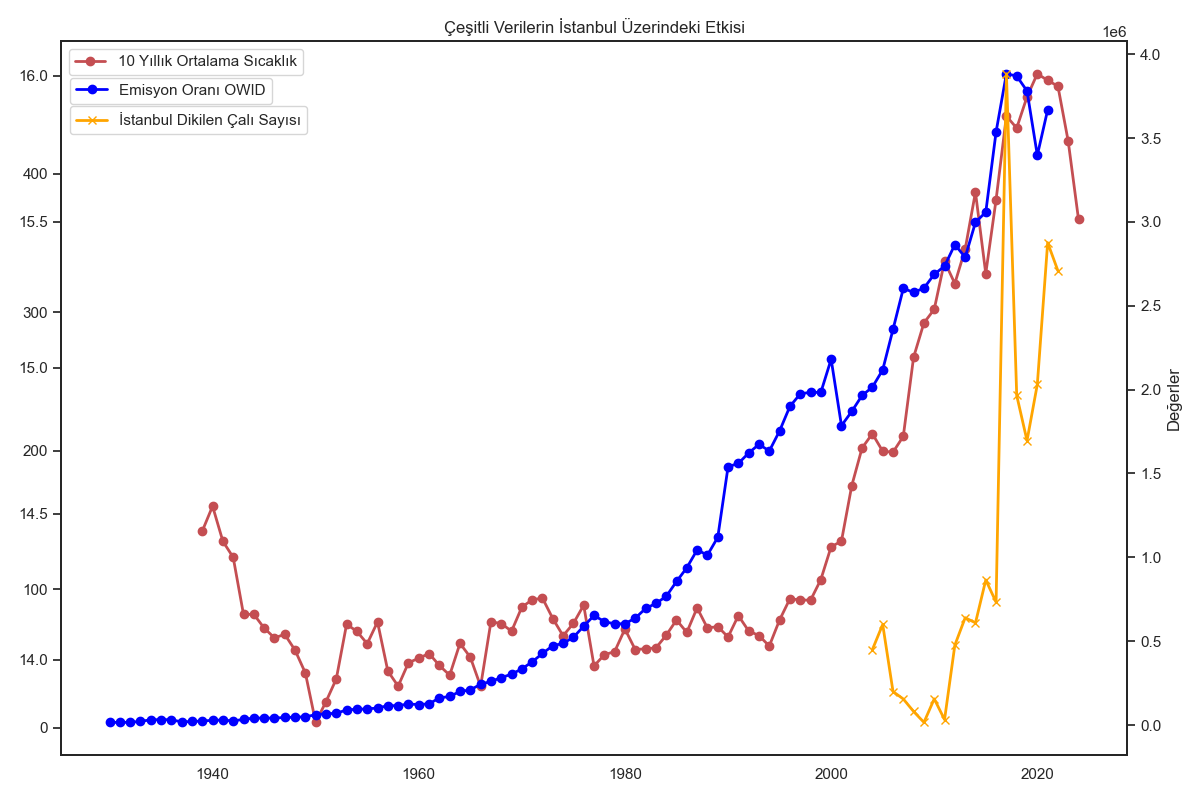 Çeşitli Verilerin İstanbul Üzerindeki Etkisi
1e6
10 Yıllık Ortalama Sıcaklık
Emisyon Oranı OWID
İstanbul Dikilen Çalı Sayısı
16.0
400
15.5
300
15.0
200
14.5
100
14.0
0
4.0
3.5
3.0
2.5
2.0
1.5
1.0
0.5
0.0
Değerler
1940 1960 1980 2000 2020